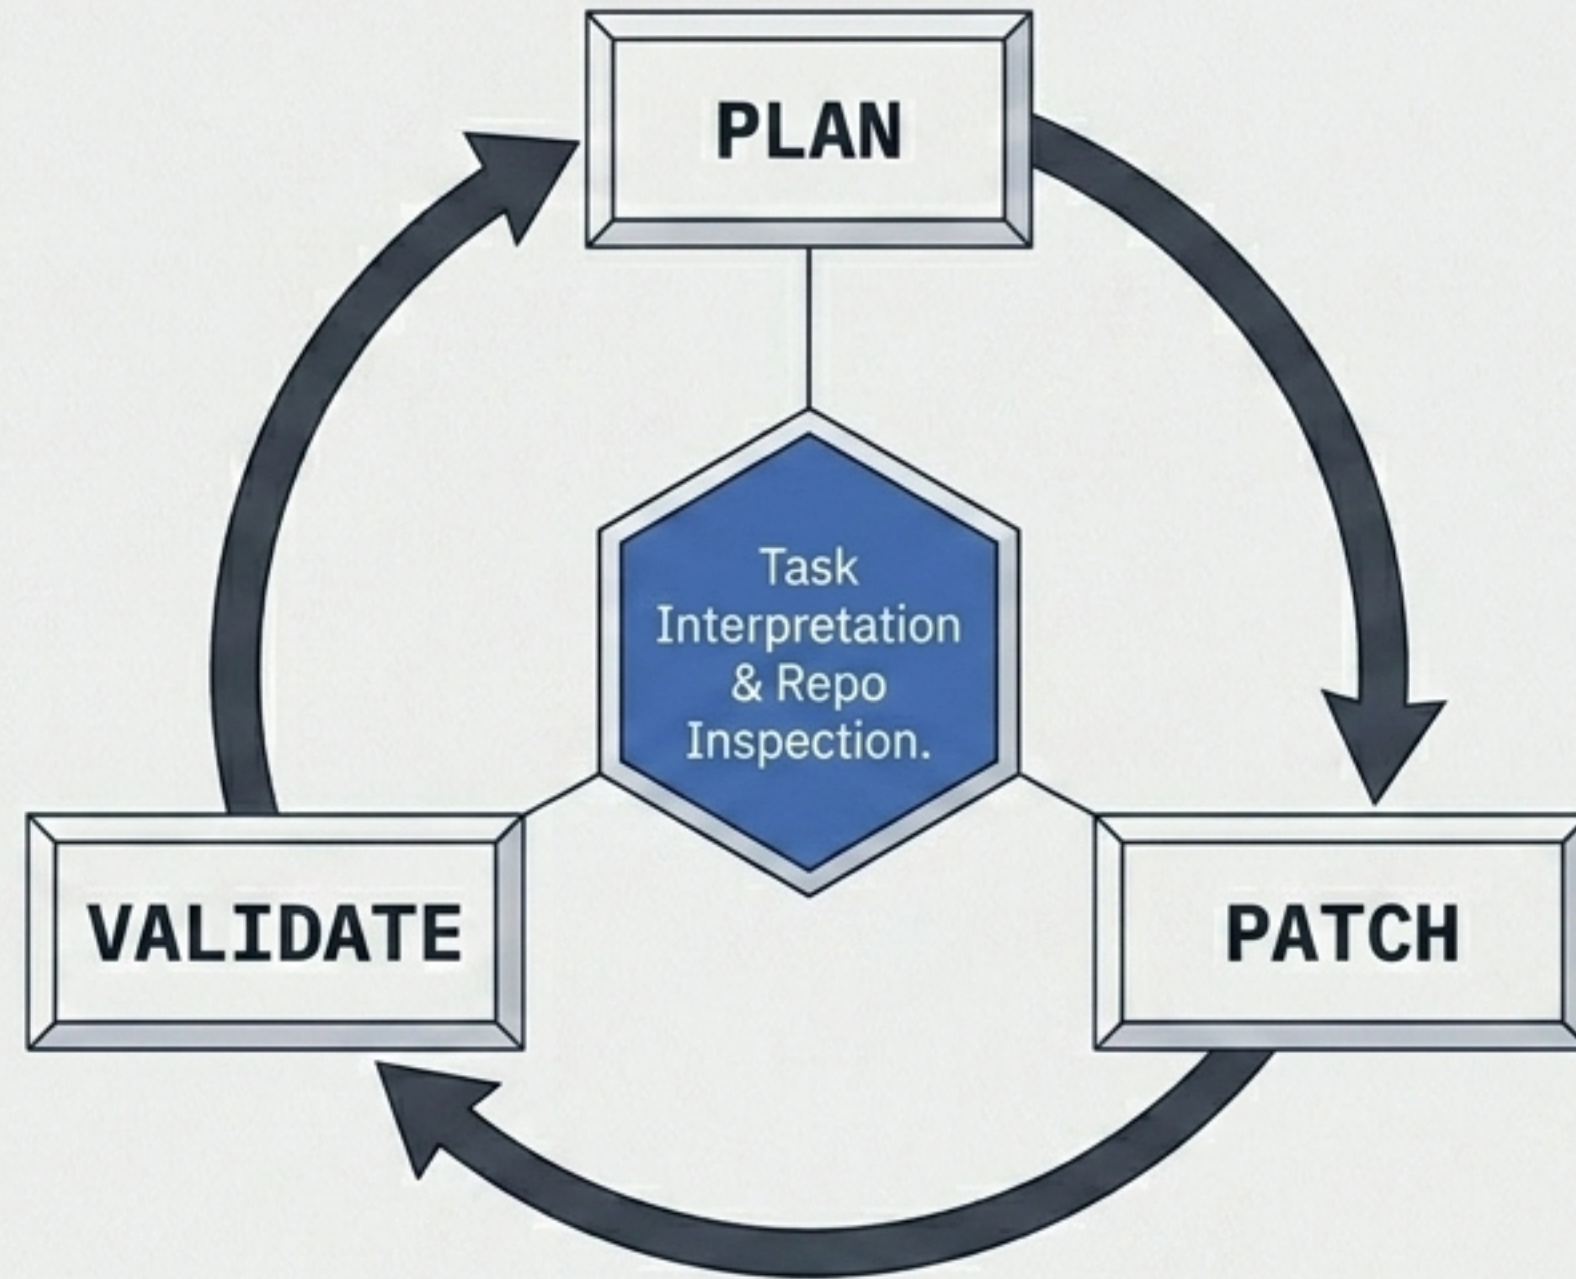 PLAN
Task
Interpretation
& Repo
Inspection.
VALIDATE
PATCH